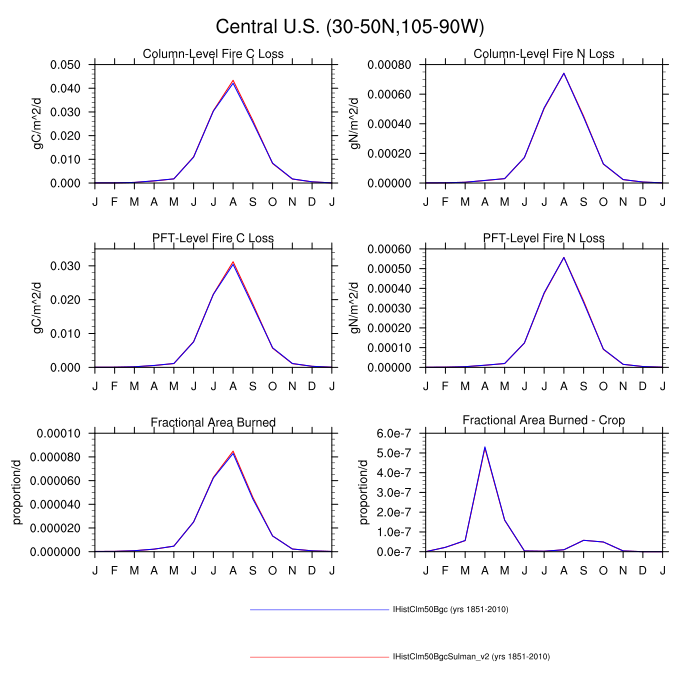 Central U.S. (30-50N,105-90W)
Column-Level Fire C Loss
gC/m^2/d
0.050
0.040
0.030
0.020
0.010
0.000
J F M A M J J A S O N D J
Column-Level Fire N Loss
gN/m^2/d
0.00080
0.00060
0.00040
0.00020
0.00000
J F M A M J J A S O N D J
PFT-Level Fire C Loss
gC/m^2/d
0.030
0.020
0.010
0.000
J F M A M J J A S O N D J
PFT-Level Fire N Loss
gN/m^2/d
0.00060
0.00050
0.00040
0.00030
0.00020
0.00010
0.00000
J F M A M J J A S O N D J
Fractional Area Burned
proportion/d
0.00010
0.000080
0.000060
0.000040
0.000020
0.000000
J F M A M J J A S O N D J
Fractional Area Burned - Crop
proportion/d
6.0e-7
5.0e-7
4.0e-7
3.0e-7
2.0e-7
1.0e-7
0.0e-7
J F M A M J J A S O N D J
IHistClm50Bgc (yrs 1851-2010)
IHistClm50BgcSulman_v2 (yrs 1851-2010)